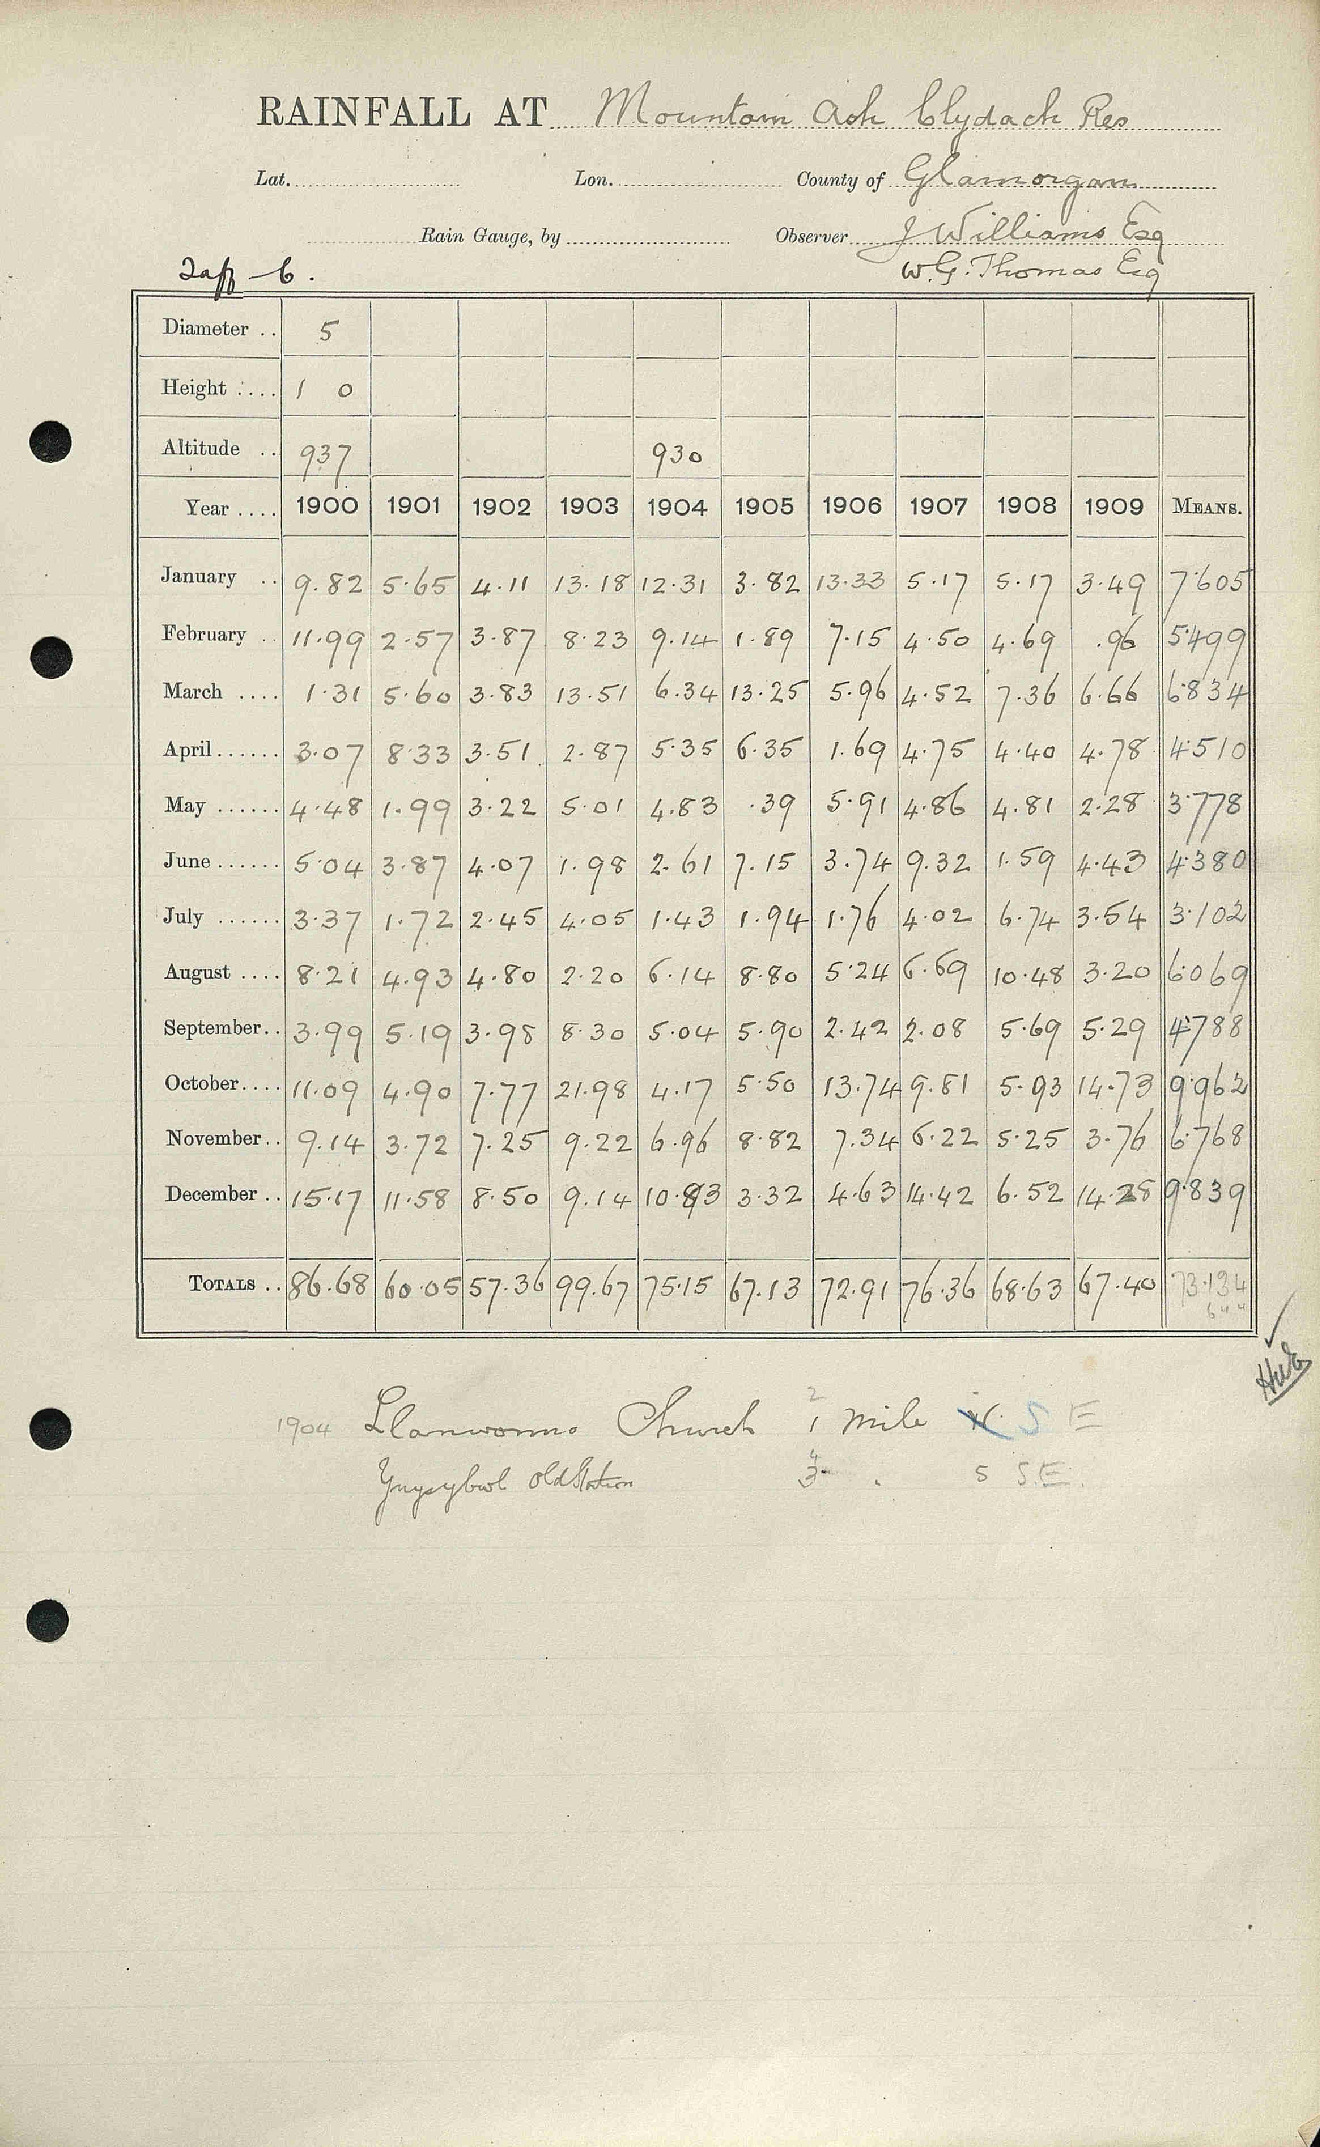 RAINFALL AT Mountain Ash Clydach Res
Lat. Lon. County of Glamorgan
Rain Gauge, by Observer J Williams Esq
Taff — 6. W.G. Thomas Esq
Diameter .. 5
Height .... 1 0
Altitude .. 937 930
Year .... 1900 1901 1902 1903 1904 1905 1906 1907 1908 1909 MEANS.
January .. 9.82 5.65 4.11 13.18 12.31 3.82 13.33 5.17 5.17 3.49 7.605
February .. 11.99 2.57 3.87 8.23 9.14 1.89 7.15 4.50 4.69 .96 5.499
March .... 1.31 5.60 3.83 13.51 6.34 13.25 5.96 4.52 7.36 6.66 6.834
April ...... 3.07 8.33 3.51 2.87 5.35 6.35 1.69 4.75 4.40 4.78 4.510
May ...... 4.48 1.99 3.22 5.01 4.83 .39 5.91 4.86 4.81 2.28 3.778
June ...... 5.04 3.87 4.07 1.98 2.61 7.15 3.74 9.32 1.59 4.43 4.380
July ...... 3.37 1.72 2.45 4.05 1.43 1.94 1.76 4.02 6.74 3.54 3.102
August .... 8.21 4.93 4.80 2.20 6.14 8.80 5.24 6.69 10.48 3.20 6.069
September .. 3.99 5.19 3.98 8.30 5.04 5.90 2.42 2.08 5.69 5.29 4.788
October .... 11.09 4.90 7.77 21.98 4.17 5.50 13.74 9.81 5.93 14.73 9.962
November .. 9.14 3.72 7.25 9.22 6.96 8.82 7.34 6.22 5.25 3.76 6.768
December .. 15.17 11.58 8.50 9.14 10.83 3.32 4.63 14.42 6.52 14.28 9.839
TOTALS .. 86.68 60.05 57.36 99.67 75.15 67.13 72.91 76.36 68.63 67.40 73.134
1904 Llanwonno Church 2 1 mile N. S E
Ynysybwl Old Station 4 3 . S S.E.